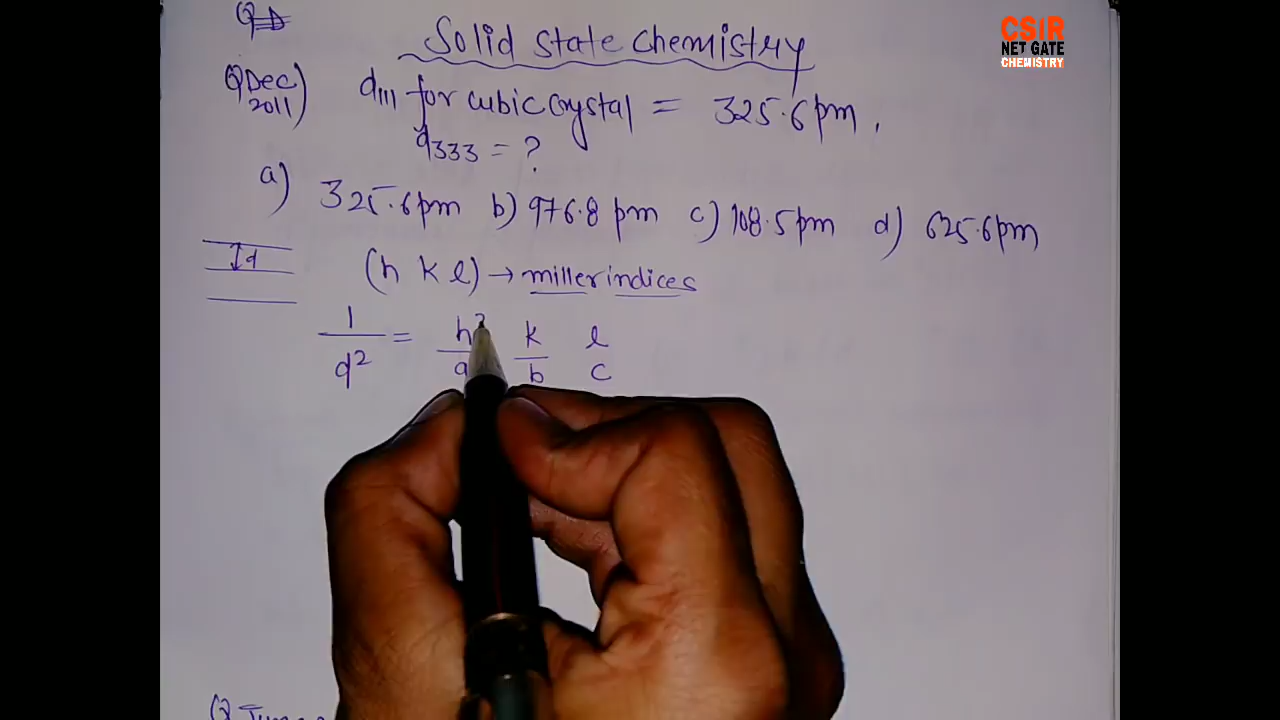 Solid State Chemistry
CSIR
NET GATE
CHEMISTRY
Q Dec 2011) d111 for cubic crystal = 325.6 pm,
d333 = ?
a) 325.6 pm b) 976.8 pm c) 108.5 pm d) 625.6 pm
d (h k l) → miller indices
1/d² = h²/a k/b l/c